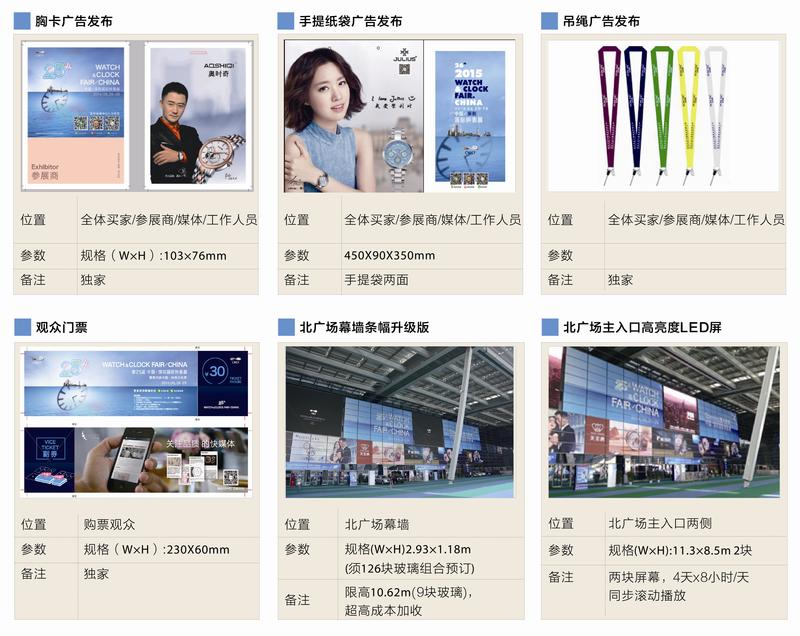 胸卡广告发布
25th
WATCH
& CLOCK
FAIR·CHINA
Exhibitor
参展商
AOSHIQI
奥时奇
位置
全体买家/参展商/媒体/工作人员
参数
规格（W×H）:103×76mm
备注
独家
手提纸袋广告发布
JULIUS
26th
2015
WATCH
& CLOCK
FAIR.
CHINA
位置
全体买家/参展商/媒体/工作人员
参数
450X90X350mm
备注
手提袋两面
吊绳广告发布
位置
全体买家/参展商/媒体/工作人员
参数
备注
独家
观众门票
25th
WATCH&CLOCK FAIR·CHINA
¥30
VICE
TICKET
副券
关注品质的快媒体
位置
购票观众
参数
规格（W×H）:230X60mm
备注
独家
北广场幕墙条幅升级版
WATCH
& CLOCK
FAIR·CHINA
位置
北广场幕墙
参数
规格(W×H)2.93×1.18m
(须126块玻璃组合预订)
备注
限高10.62m(9块玻璃)，
超高成本加收
北广场主入口高亮度LED屏
WATCH
& CLOCK
FAIR·CHINA
位置
北广场主入口两侧
参数
规格(W×H):11.3×8.5m 2块
备注
两块屏幕，4天x8小时/天
同步滚动播放